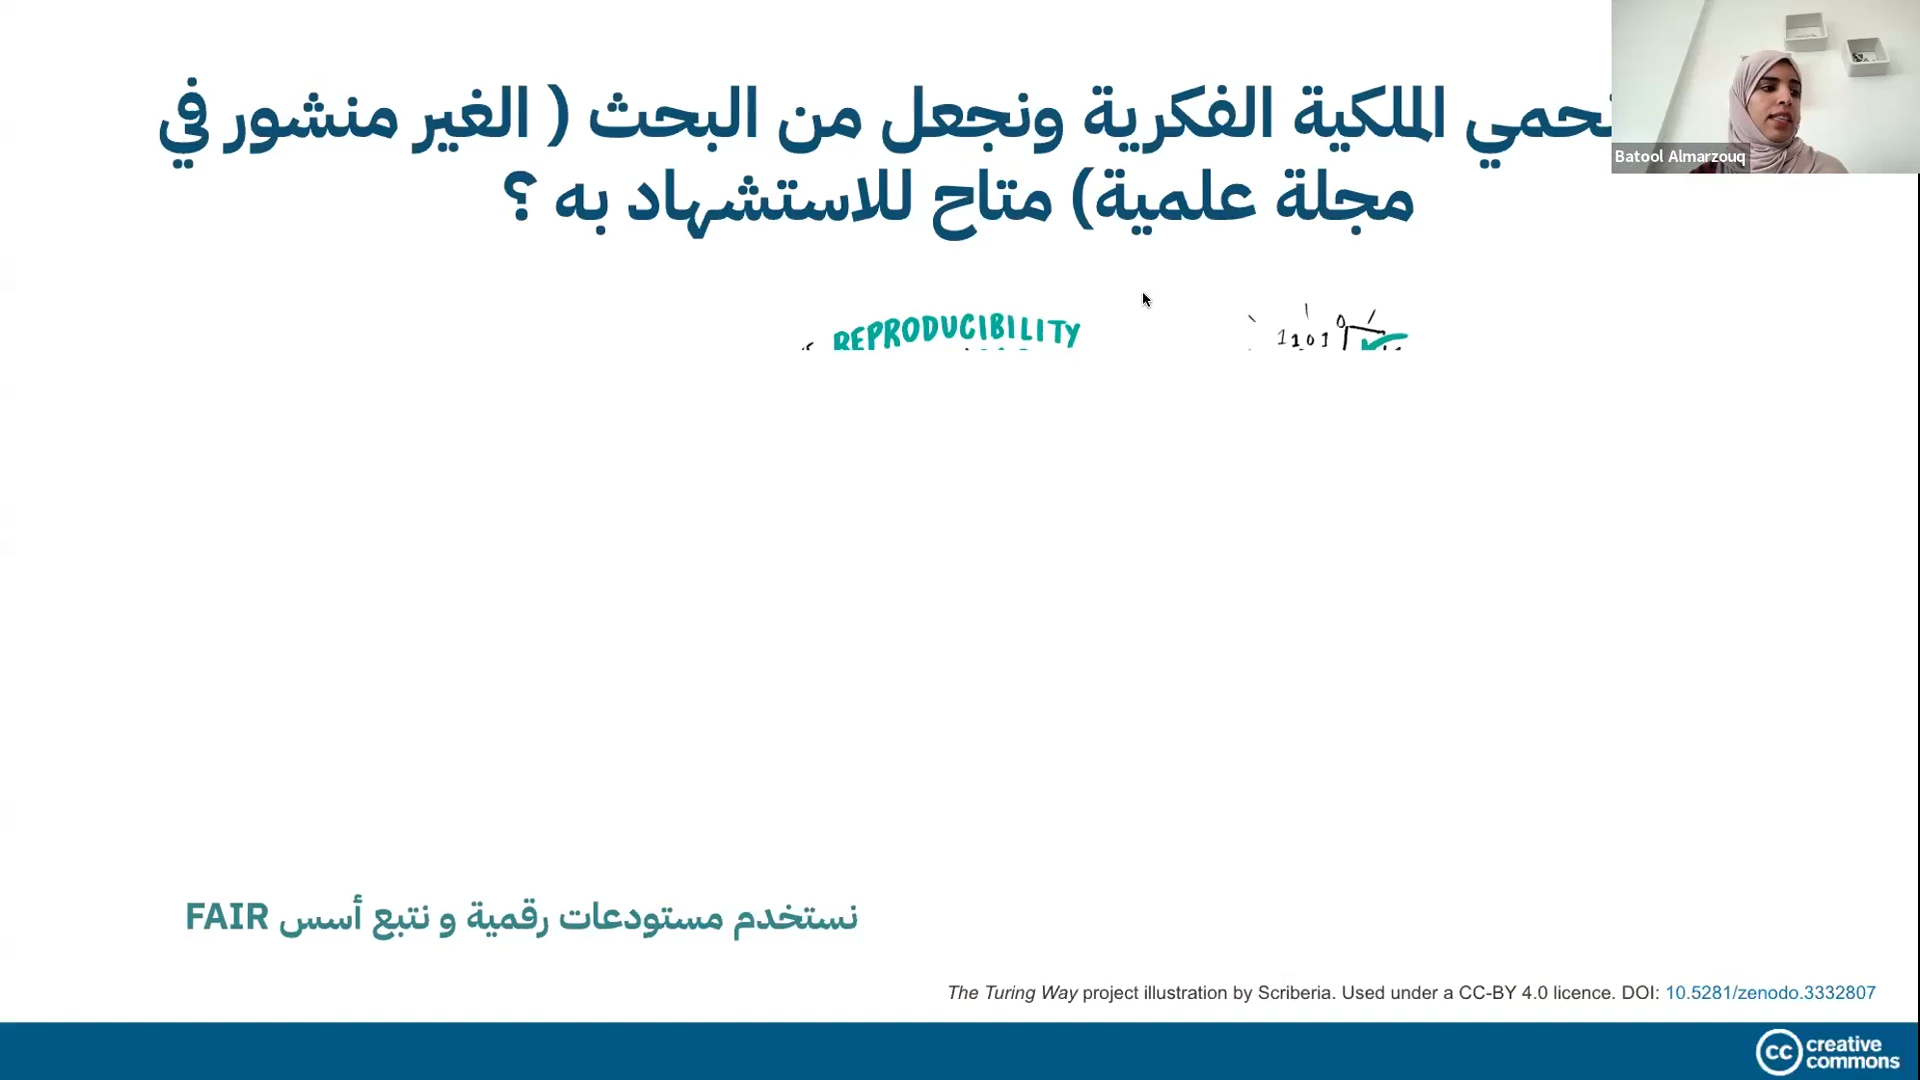 الملكية الفكرية ونجعل من البحث ( الغير منشور في
مجلة علمية) متاح للاستشهاد به ؟
Batool Almarzouq
REPRODUCIBILITY
نستخدم مستودعات رقمية و نتبع أسس FAIR
The Turing Way project illustration by Scriberia. Used under a CC-BY 4.0 licence. DOI: 10.5281/zenodo.3332807
cc creative
commons